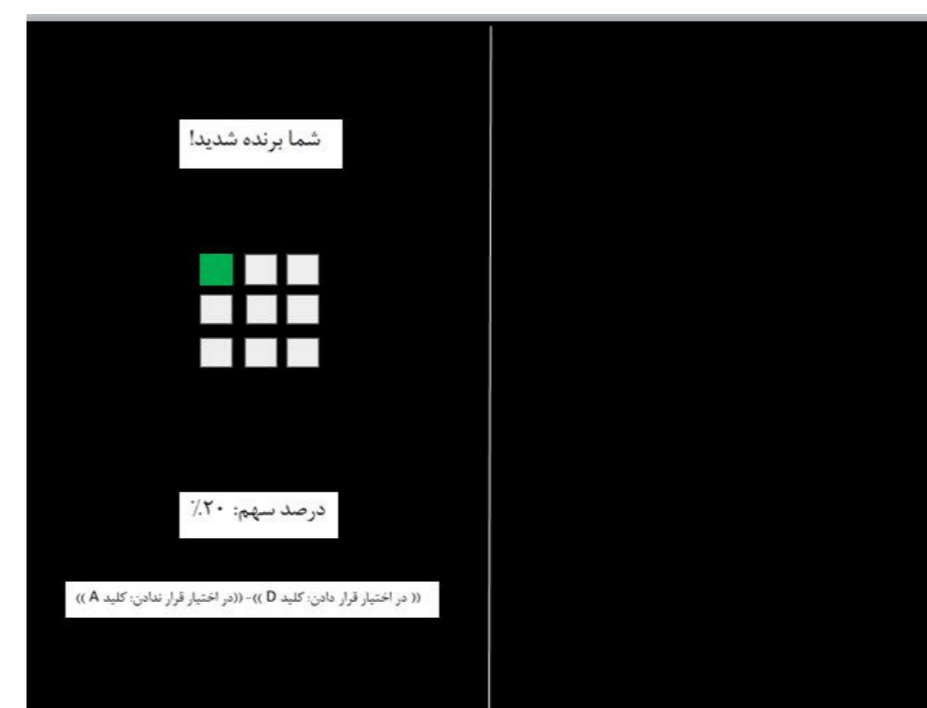 شما برنده شدید!
درصد سهم: ۲۰٪
(( در اختیار قرار دادن: کلید D ))- ((در اختیار قرار ندادن: کلید A ))